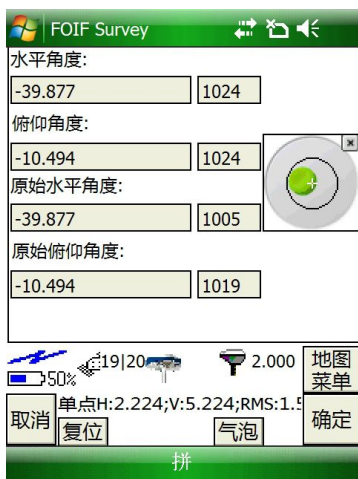 FOIF Survey
水平角度:
-39.877 1024
俯仰角度:
-10.494 1024
原始水平角度:
-39.877 1005
原始俯仰角度:
-10.494 1019
50% 19|20 2.000 地图菜单
取消 单点H:2.224;V:5.224;RMS:1.5 确定
复位 气泡
拼